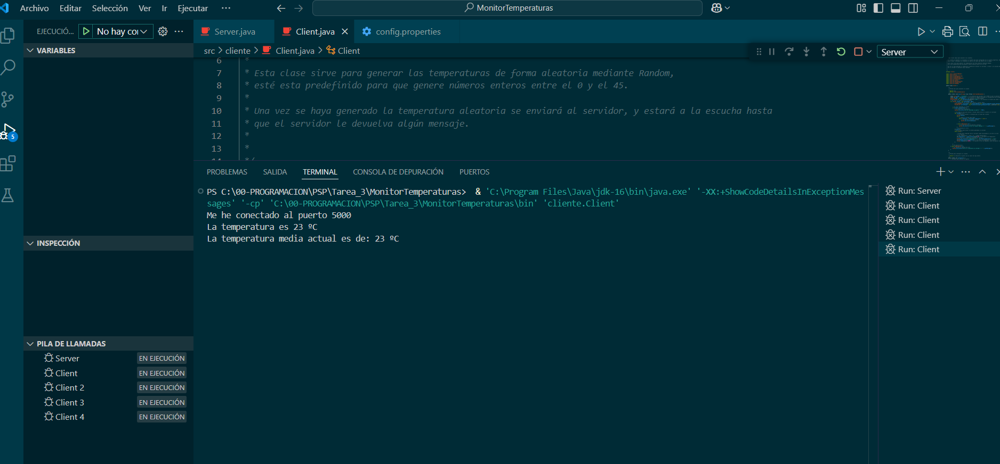 Archivo Editar Selección Ver Ir Ejecutar ··· MonitorTemperaturas
EJECUCIÓ... No hay co ···
Server.java Client.java config.properties
VARIABLES
src > cliente > Client.java > Client
Server
6 *
7 * Esta clase sirve para generar las temperaturas de forma aleatoria mediante Random,
8 * esté esta predefinido para que genere números enteros entre el 0 y el 45.
9 *
10 * Una vez se haya generado la temperatura aleatoria se enviará al servidor, y estará a la escucha hasta
11 * que el servidor le devuelva algún mensaje.
12 *
13 *
14 */
PROBLEMAS SALIDA TERMINAL CONSOLA DE DEPURACIÓN PUERTOS
PS C:\00-PROGRAMACION\PSP\Tarea_3\MonitorTemperaturas> & 'C:\Program Files\Java\jdk-16\bin\java.exe' '-XX:+ShowCodeDetailsInExceptionMes
sages' '-cp' 'C:\00-PROGRAMACION\PSP\Tarea_3\MonitorTemperaturas\bin' 'cliente.Client'
Me he conectado al puerto 5000
La temperatura es 23 ºC
La temperatura media actual es de: 23 ºC
Run: Server
Run: Client
Run: Client
Run: Client
Run: Client
5
INSPECCIÓN
PILA DE LLAMADAS
Server EN EJECUCIÓN
Client EN EJECUCIÓN
Client 2 EN EJECUCIÓN
Client 3 EN EJECUCIÓN
Client 4 EN EJECUCIÓN